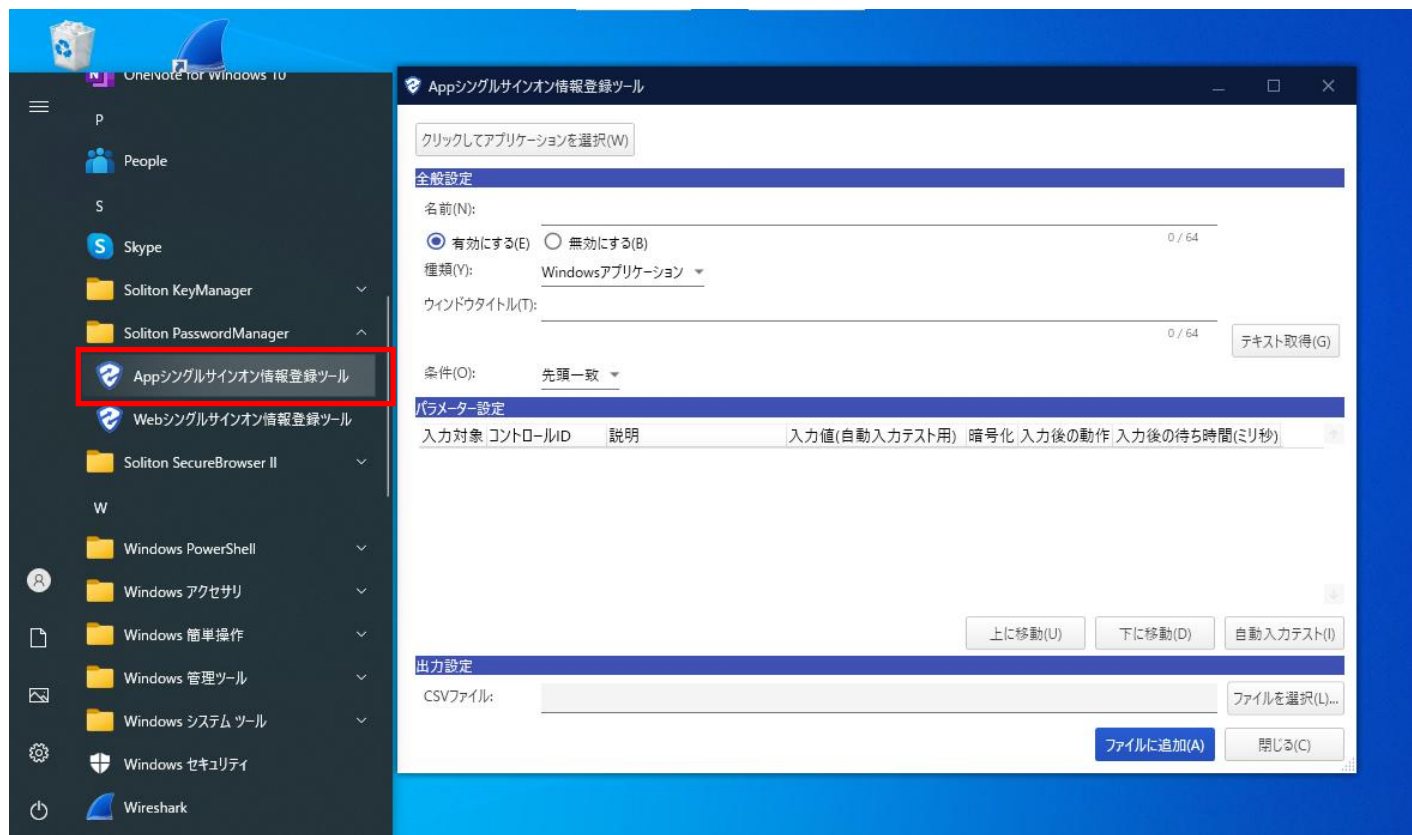 OneNote for Windows 10
P
People
S
Skype
Soliton KeyManager
Soliton PasswordManager
Appシングルサインオン情報登録ツール
Webシングルサインオン情報登録ツール
Soliton SecureBrowser II
W
Windows PowerShell
Windows アクセサリ
Windows 簡単操作
Windows 管理ツール
Windows システム ツール
Windows セキュリティ
Wireshark
Appシングルサインオン情報登録ツール
クリックしてアプリケーションを選択(W)
全般設定
名前(N):
有効にする(E) 無効にする(B) 0 / 64
種類(Y): Windowsアプリケーション
ウィンドウタイトル(T):
0 / 64 テキスト取得(G)
条件(O): 先頭一致
パラメーター設定
入力対象 コントロールID 説明 入力値(自動入力テスト用) 暗号化 入力後の動作 入力後の待ち時間(ミリ秒)
上に移動(U) 下に移動(D) 自動入力テスト(I)
出力設定
CSVファイル: ファイルを選択(L)...
ファイルに追加(A) 閉じる(C)